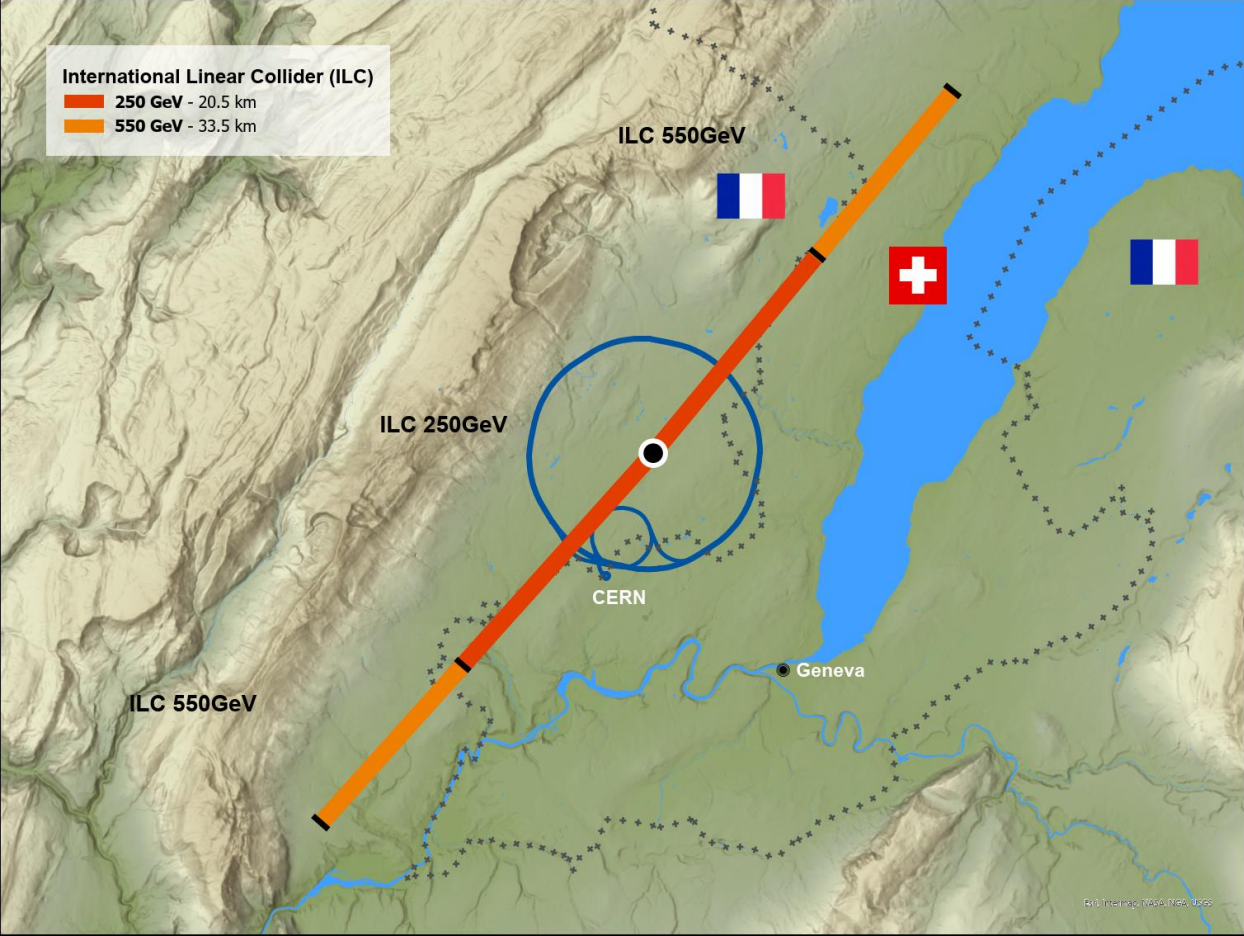 International Linear Collider (ILC)
250 GeV - 20.5 km
550 GeV - 33.5 km
ILC 550GeV
ILC 250GeV
CERN
Geneva
ILC 550GeV
Esri, Intermap, NASA, NGA, USGS